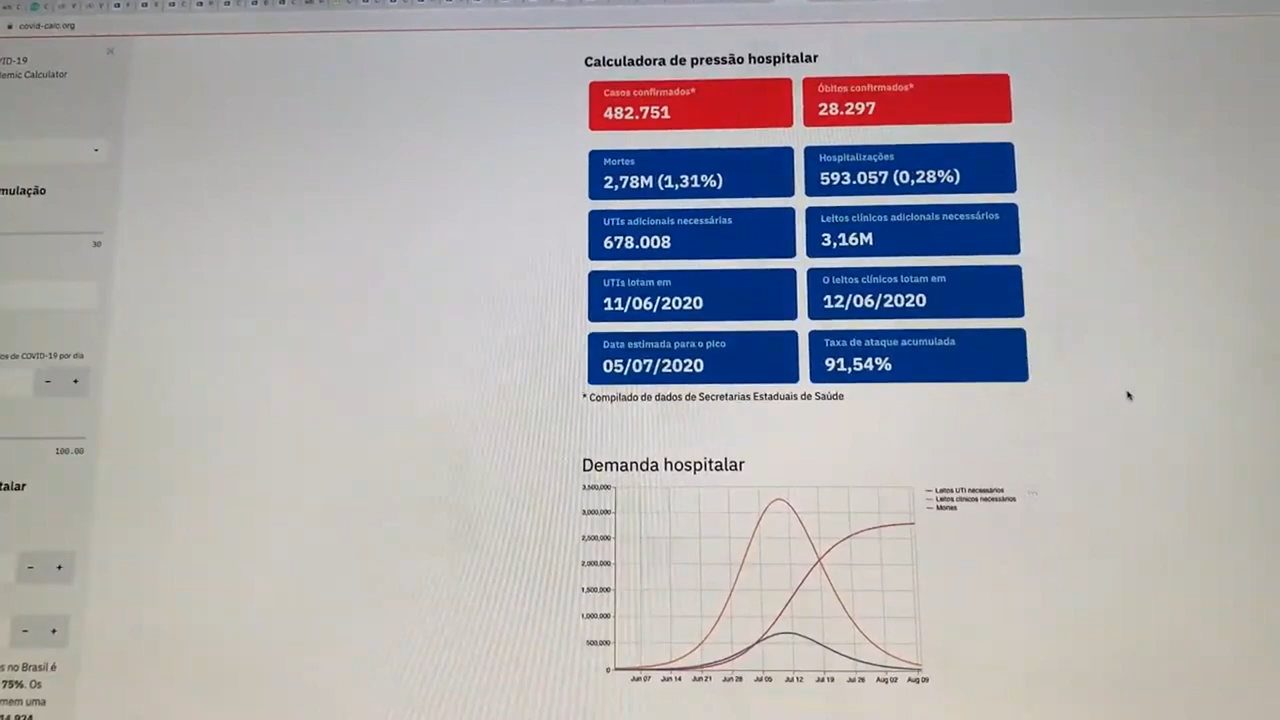 covid-calc.org
VID-19
demic Calculator
mulação
30
os de COVID-19 por dia
- +
100.00
talar
- +
- +
s no Brasil é
75%. Os
mem uma
14.924
Calculadora de pressão hospitalar
Casos confirmados*
482.751
Óbitos confirmados*
28.297
Mortes
2,78M (1,31%)
Hospitalizações
593.057 (0,28%)
UTIs adicionais necessárias
678.008
Leitos clínicos adicionais necessários
3,16M
UTIs lotam em
11/06/2020
O leitos clínicos lotam em
12/06/2020
Data estimada para o pico
05/07/2020
Taxa de ataque acumulada
91,54%
* Compilado de dados de Secretarias Estaduais de Saúde
Demanda hospitalar
3,500,000
3,000,000
2,500,000
2,000,000
1,500,000
1,000,000
500,000
0
Jun 07 Jun 14 Jun 21 Jun 28 Jul 05 Jul 12 Jul 19 Jul 26 Aug 02 Aug 09
Leitos UTI necessários
Leitos clínicos necessários
Mortes